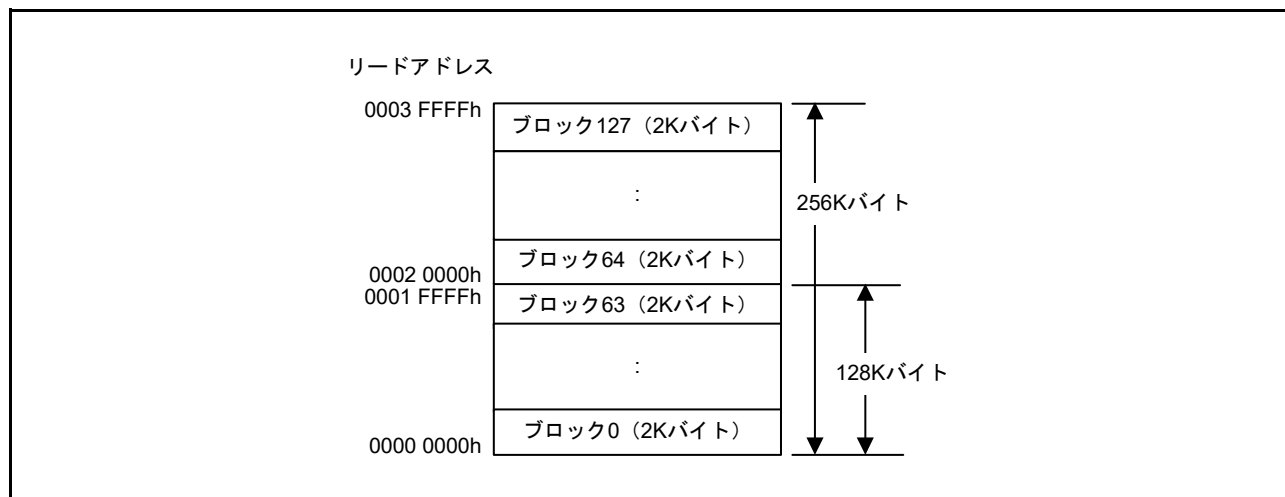 リードアドレス
0003 FFFFh
ブロック127（2Kバイト）
:
256Kバイト
ブロック64（2Kバイト）
0002 0000h
0001 FFFFh
ブロック63（2Kバイト）
:
128Kバイト
ブロック0（2Kバイト）
0000 0000h